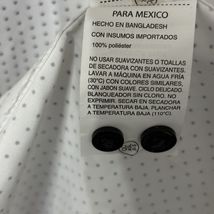 PARA MEXICO
HECHO EN BANGLADESH
CON INSUMOS IMPORTADOS
100% poliéster
NO USAR SUAVIZANTES O TOALLAS
DE SECADORA CON SUAVIZANTES.
LAVAR A MÁQUINA EN AGUA FRÍA
(30°C) CON COLORES SIMILARES,
CON JABÓN SUAVE. CICLO DELICADO.
BLANQUEAR SIN CLORO. NO
EXPRIMIR. SECAR EN SECADORA
A TEMPERATURA BAJA. PLANCHAR
A TEMPERATURA BAJA (110°C).